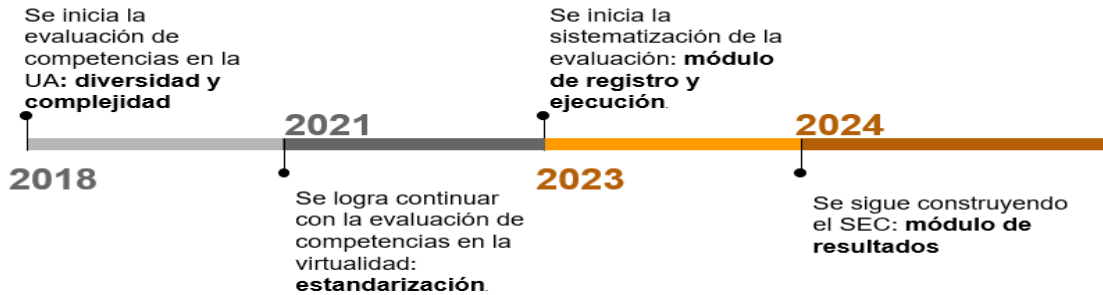 Se inicia la
evaluación de
competencias en la
UA: diversidad y
complejidad
2018
2021
Se logra continuar
con la evaluación de
competencias en la
virtualidad:
estandarización.
Se inicia la
sistematización de la
evaluación: módulo
de registro y
ejecución.
2023
2024
Se sigue construyendo
el SEC: módulo de
resultados